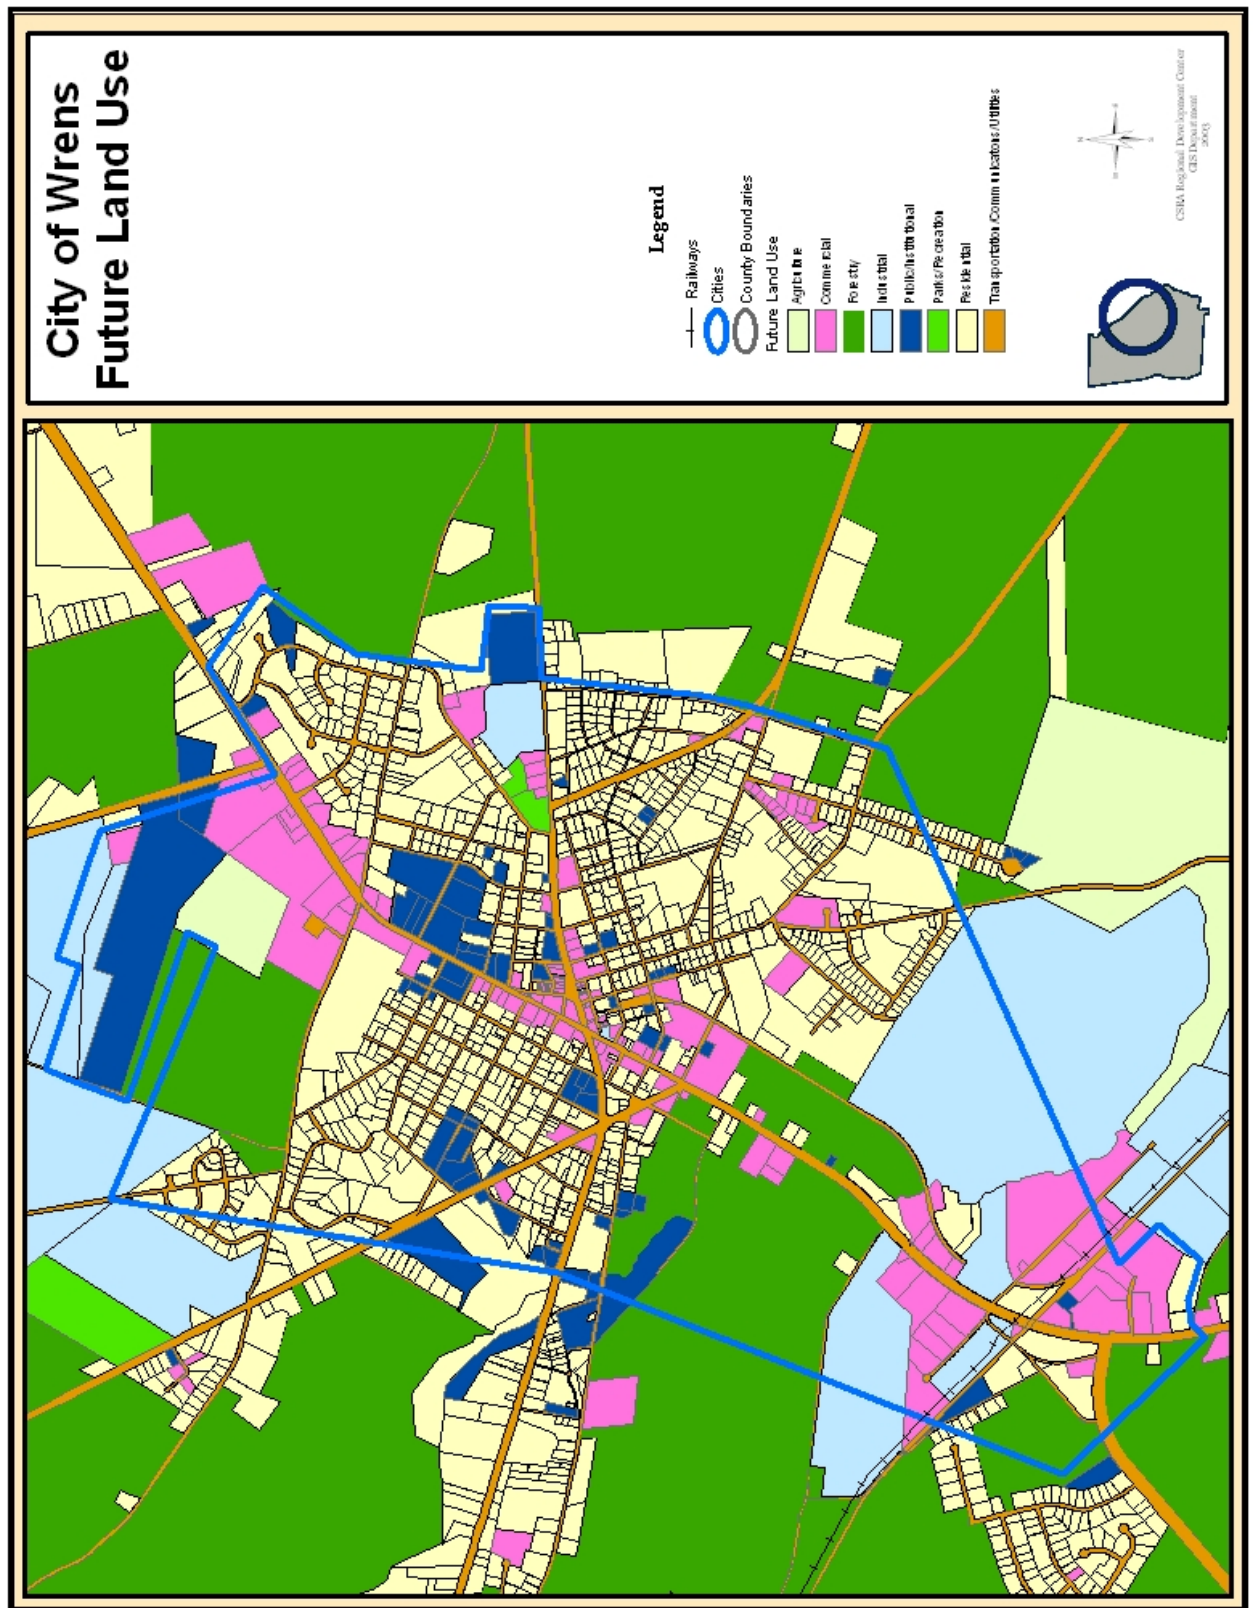 City of Wrens
Future Land Use
Legend
Railways
Cities
County Boundaries
Future Land Use
Agriculture
Commercial
Forestry
Industrial
Public/Institutional
Parks/Recreation
Residential
Transportation/Communications/Utilities
CSRA Regional Development Center
GIS Department
2003